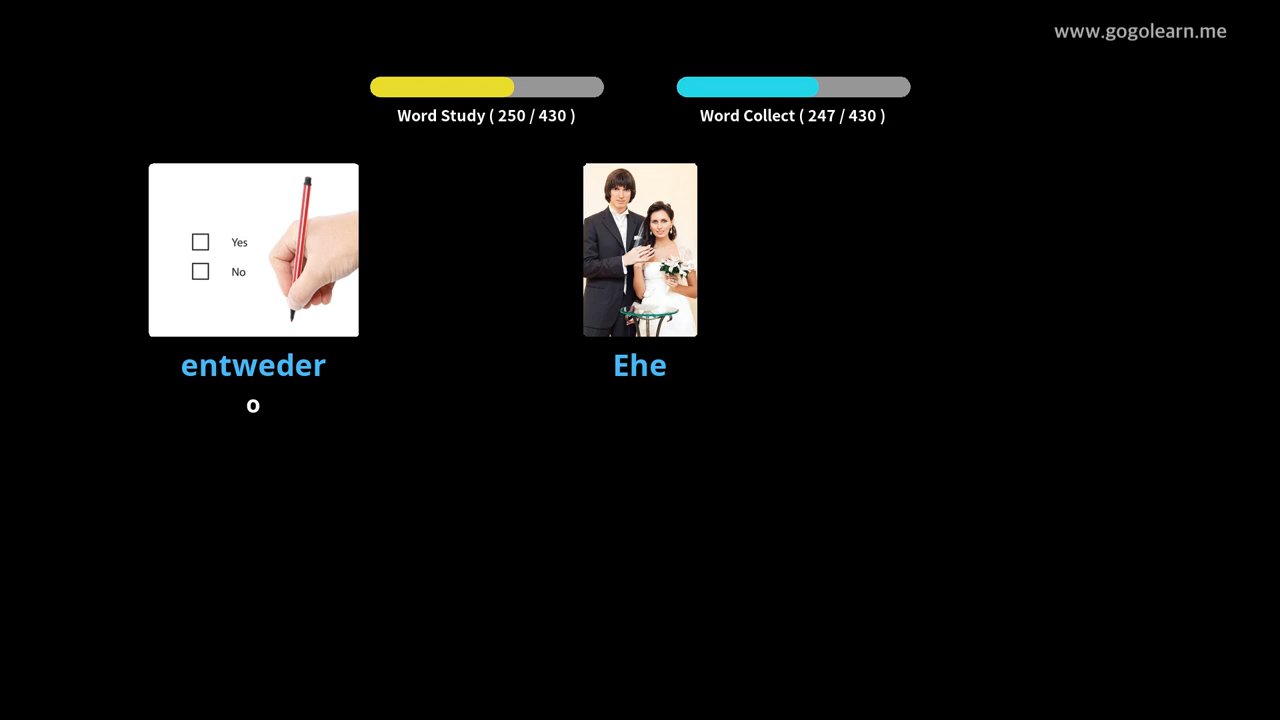 www.gogolearn.me
Word Study ( 250 / 430 )
Word Collect ( 247 / 430 )
Yes
No
entweder
o
Ehe